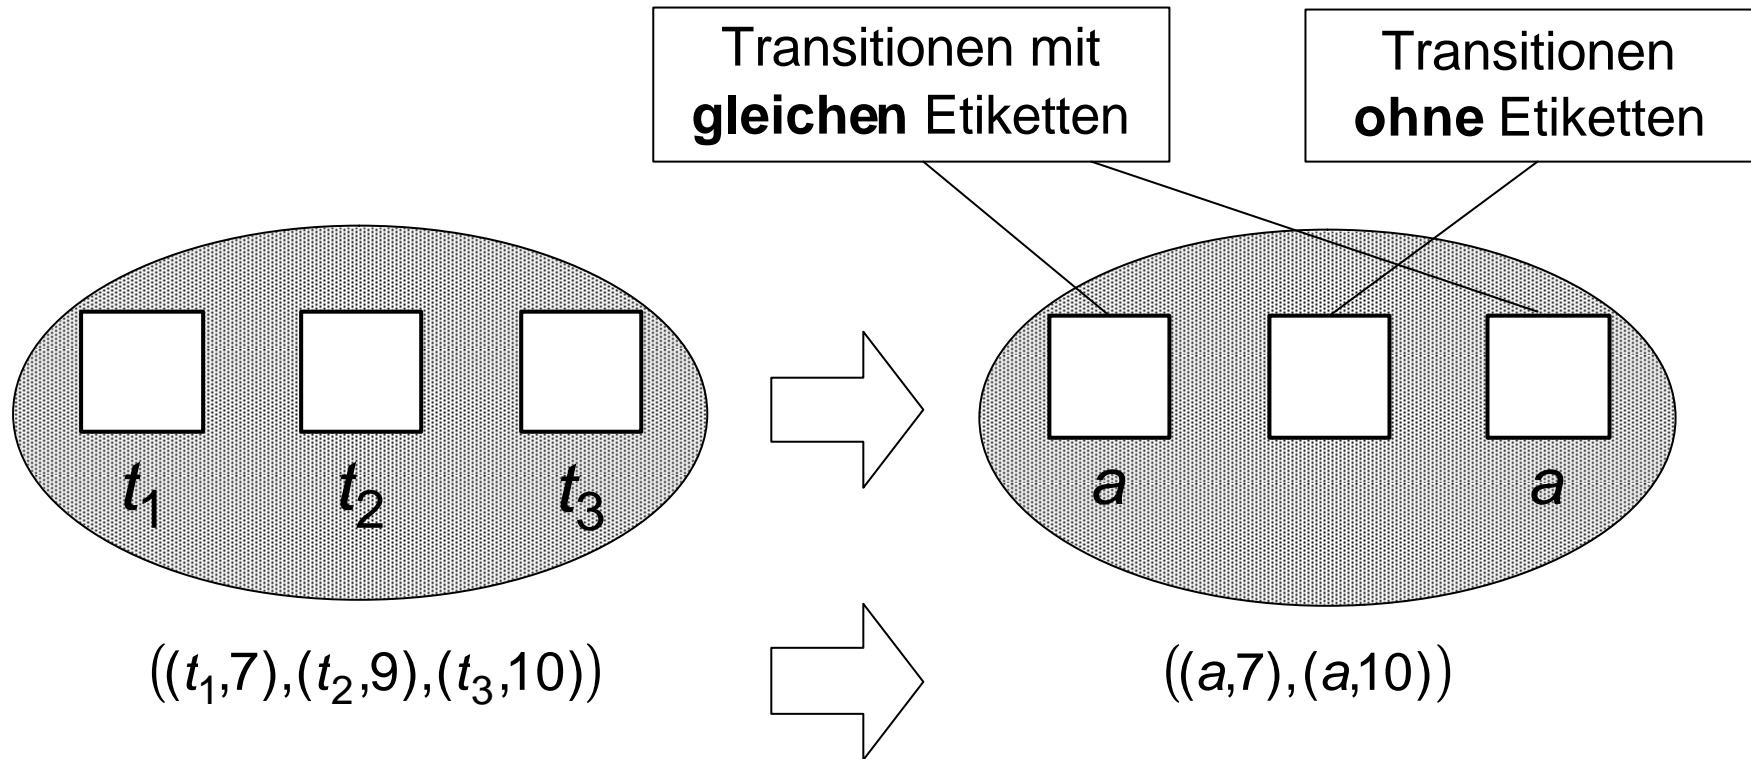 Transitionen mit
gleichen Etiketten
Transitionen
ohne Etiketten
t₁ t₂ t₃
a a
((t₁,7),(t₂,9),(t₃,10))
((a,7),(a,10))